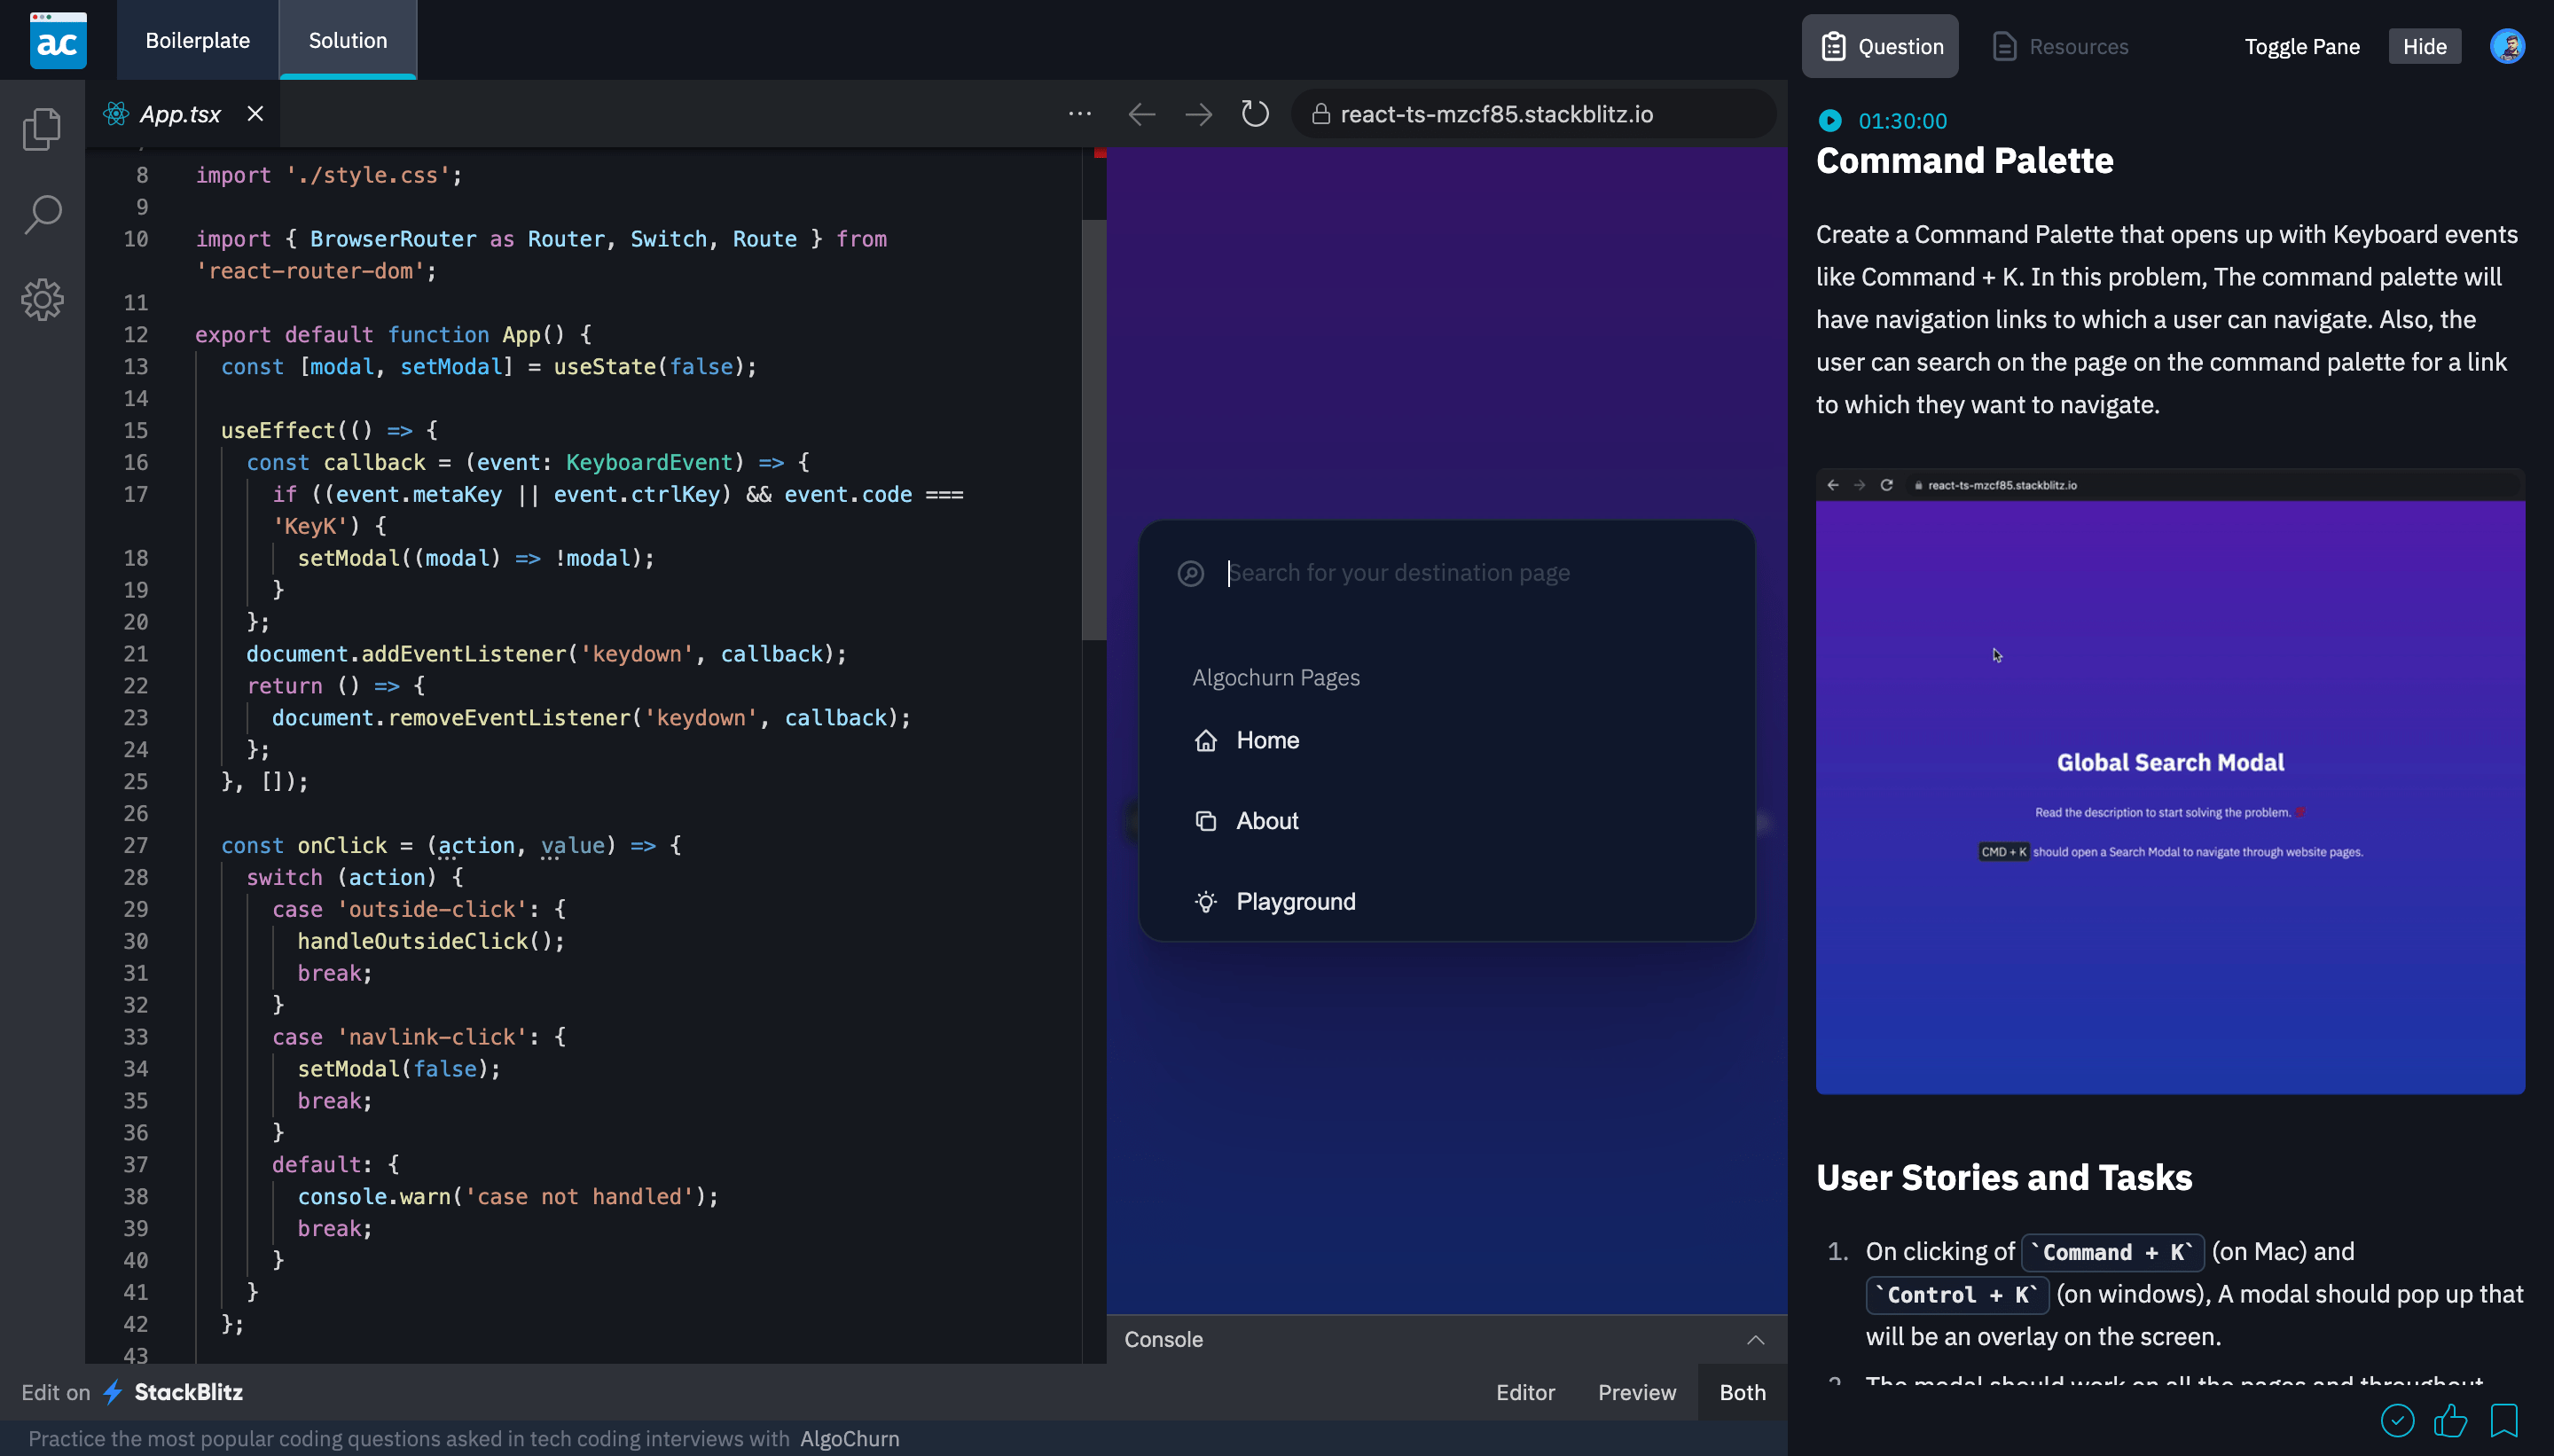 ac
Boilerplate
Solution
Question
Resources
Toggle Pane
Hide
App.tsx
react-ts-mzcf85.stackblitz.io
8 import './style.css';
9
10 import { BrowserRouter as Router, Switch, Route } from
'react-router-dom';
11
12 export default function App() {
13 const [modal, setModal] = useState(false);
14
15 useEffect(() => {
16 const callback = (event: KeyboardEvent) => {
17 if ((event.metaKey || event.ctrlKey) && event.code ===
'KeyK') {
18 setModal((modal) => !modal);
19 }
20 };
21 document.addEventListener('keydown', callback);
22 return () => {
23 document.removeEventListener('keydown', callback);
24 };
25 }, []);
26
27 const onClick = (action, value) => {
28 switch (action) {
29 case 'outside-click': {
30 handleOutsideClick();
31 break;
32 }
33 case 'navlink-click': {
34 setModal(false);
35 break;
36 }
37 default: {
38 console.warn('case not handled');
39 break;
40 }
41 }
42 };
43
Search for your destination page
Algochurn Pages
Home
About
Playground
Console
Edit on StackBlitz
Editor
Preview
Both
Practice the most popular coding questions asked in tech coding interviews with AlgoChurn
01:30:00
Command Palette
Create a Command Palette that opens up with Keyboard events
like Command + K. In this problem, The command palette will
have navigation links to which a user can navigate. Also, the
user can search on the page on the command palette for a link
to which they want to navigate.
react-ts-mzcf85.stackblitz.io
Global Search Modal
Read the description to start solving the problem.
CMD + K should open a Search Modal to navigate through website pages.
User Stories and Tasks
1. On clicking of `Command + K` (on Mac) and
`Control + K` (on windows), A modal should pop up that
will be an overlay on the screen.
2. The modal should work on all the pages and throughout